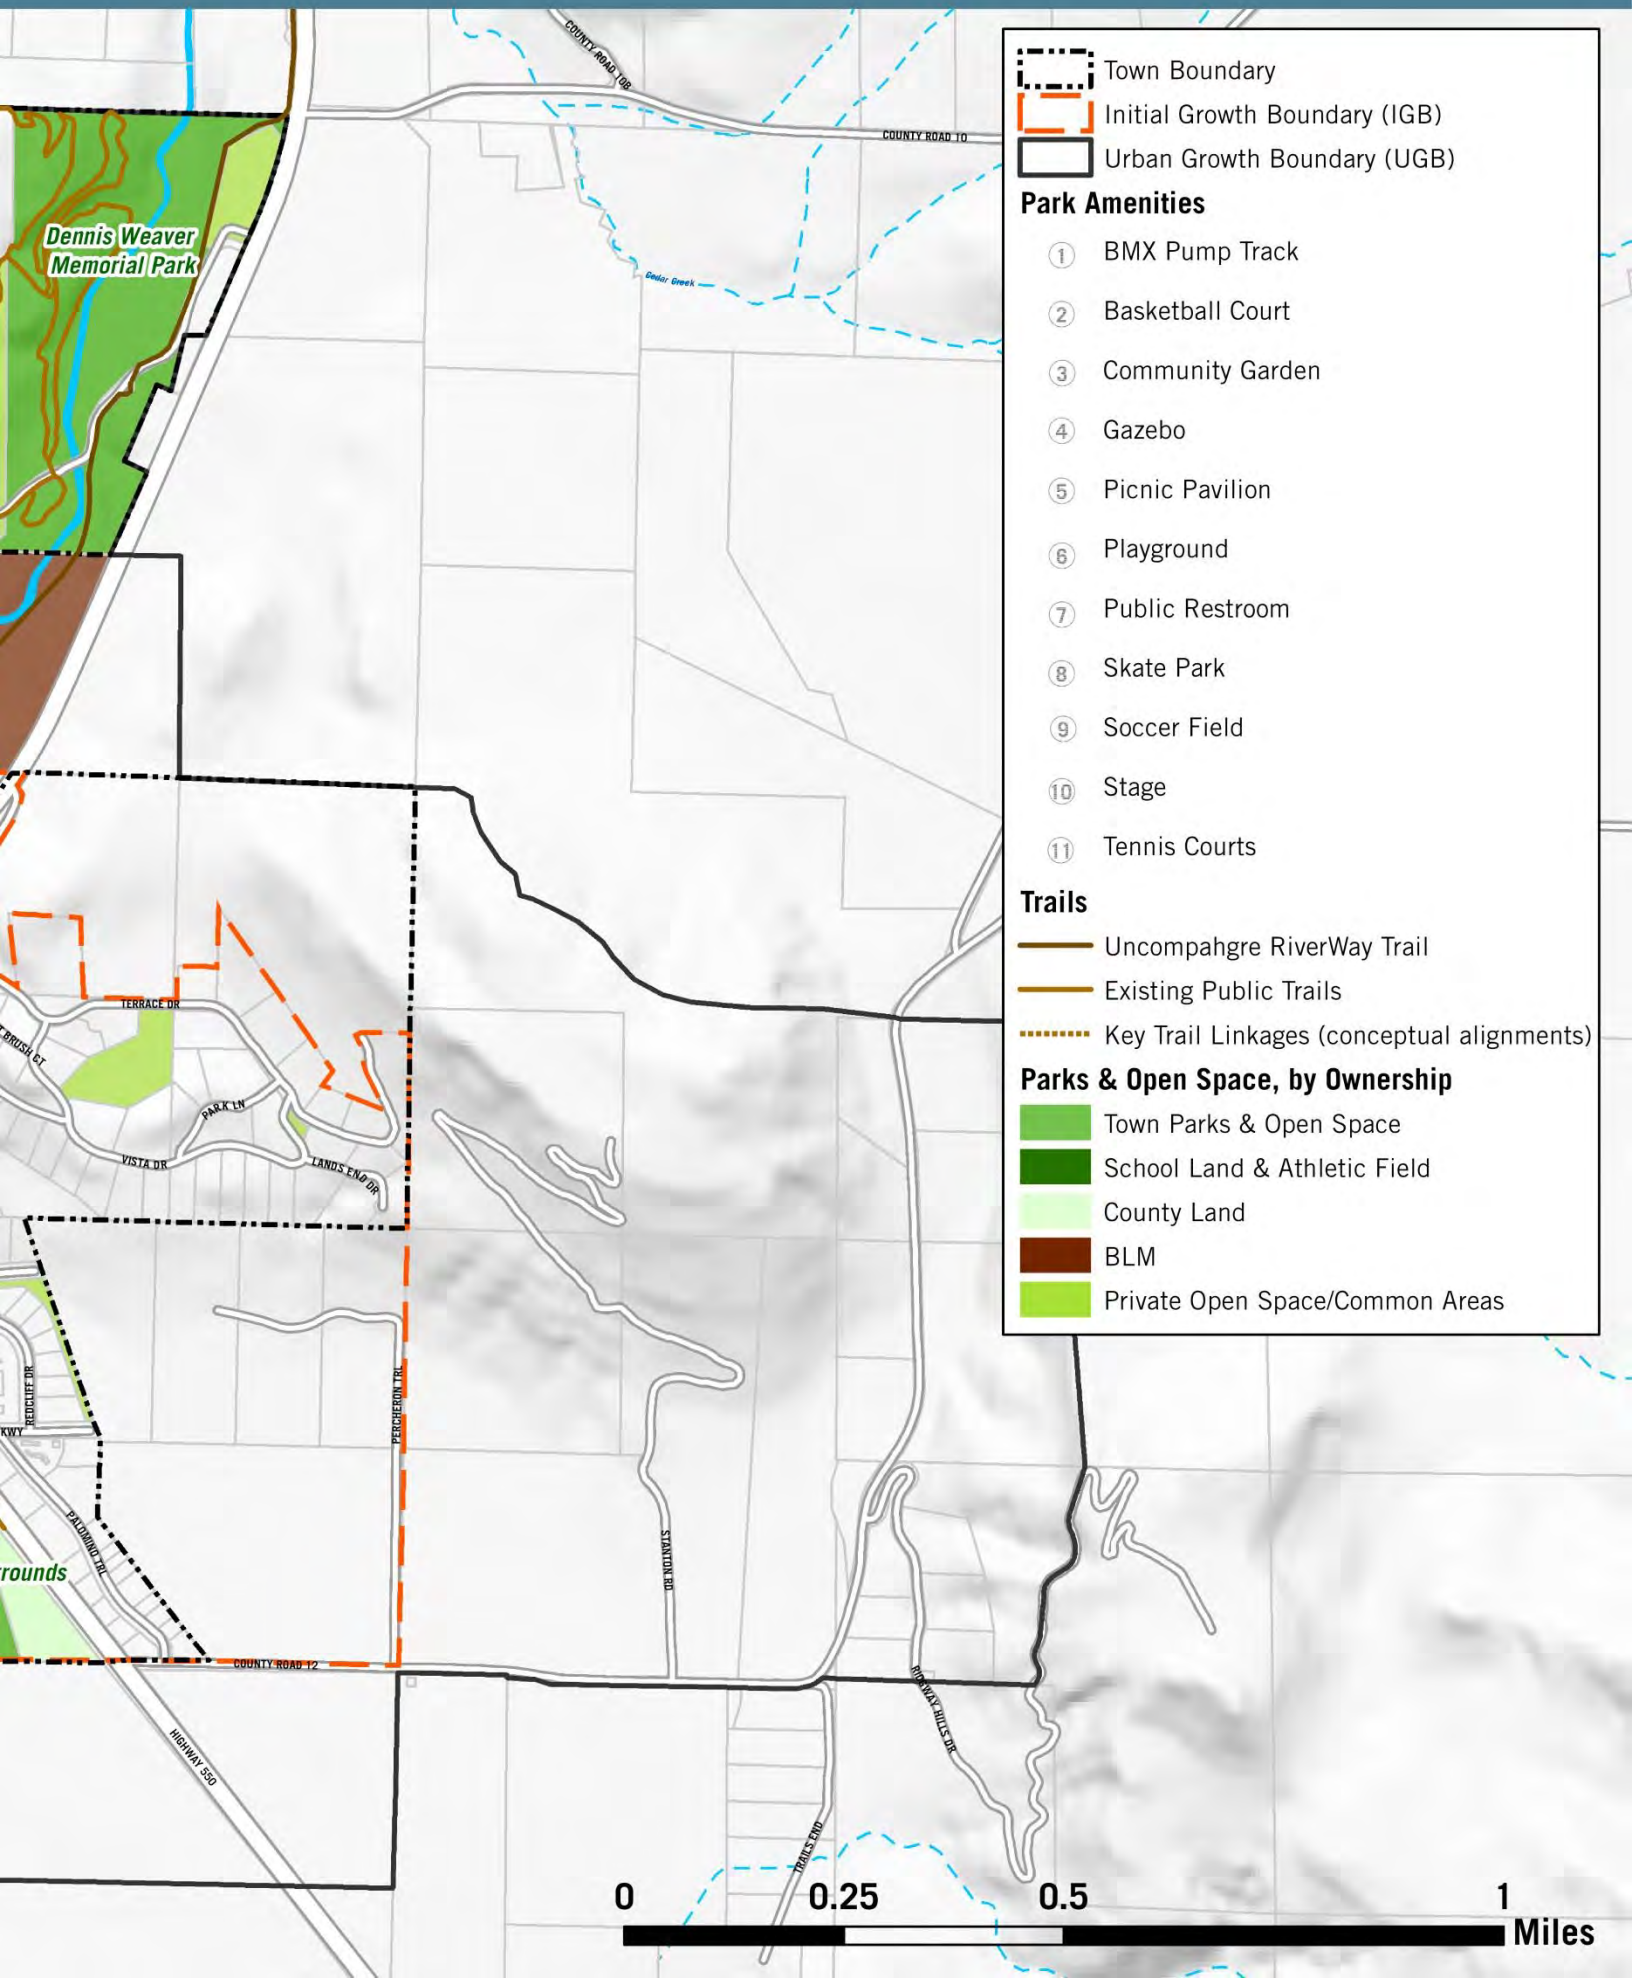 COUNTY ROAD 10B
COUNTY ROAD 10
Dennis Weaver
Memorial Park
Cedar Creek
TERRACE DR
BRUSH CT
PARK LN
VISTA DR
LANDS END DR
REDCLIFF DR
KWY
PERCHERON TRL
PALOMINO TRL
STANTON RD
rounds
COUNTY ROAD 12
HIGHWAY 550
RIDGWAY HILLS DR
TRAILS END
Town Boundary
Initial Growth Boundary (IGB)
Urban Growth Boundary (UGB)
Park Amenities
1 BMX Pump Track
2 Basketball Court
3 Community Garden
4 Gazebo
5 Picnic Pavilion
6 Playground
7 Public Restroom
8 Skate Park
9 Soccer Field
10 Stage
11 Tennis Courts
Trails
Uncompahgre RiverWay Trail
Existing Public Trails
Key Trail Linkages (conceptual alignments)
Parks & Open Space, by Ownership
Town Parks & Open Space
School Land & Athletic Field
County Land
BLM
Private Open Space/Common Areas
0 0.25 0.5 1
Miles